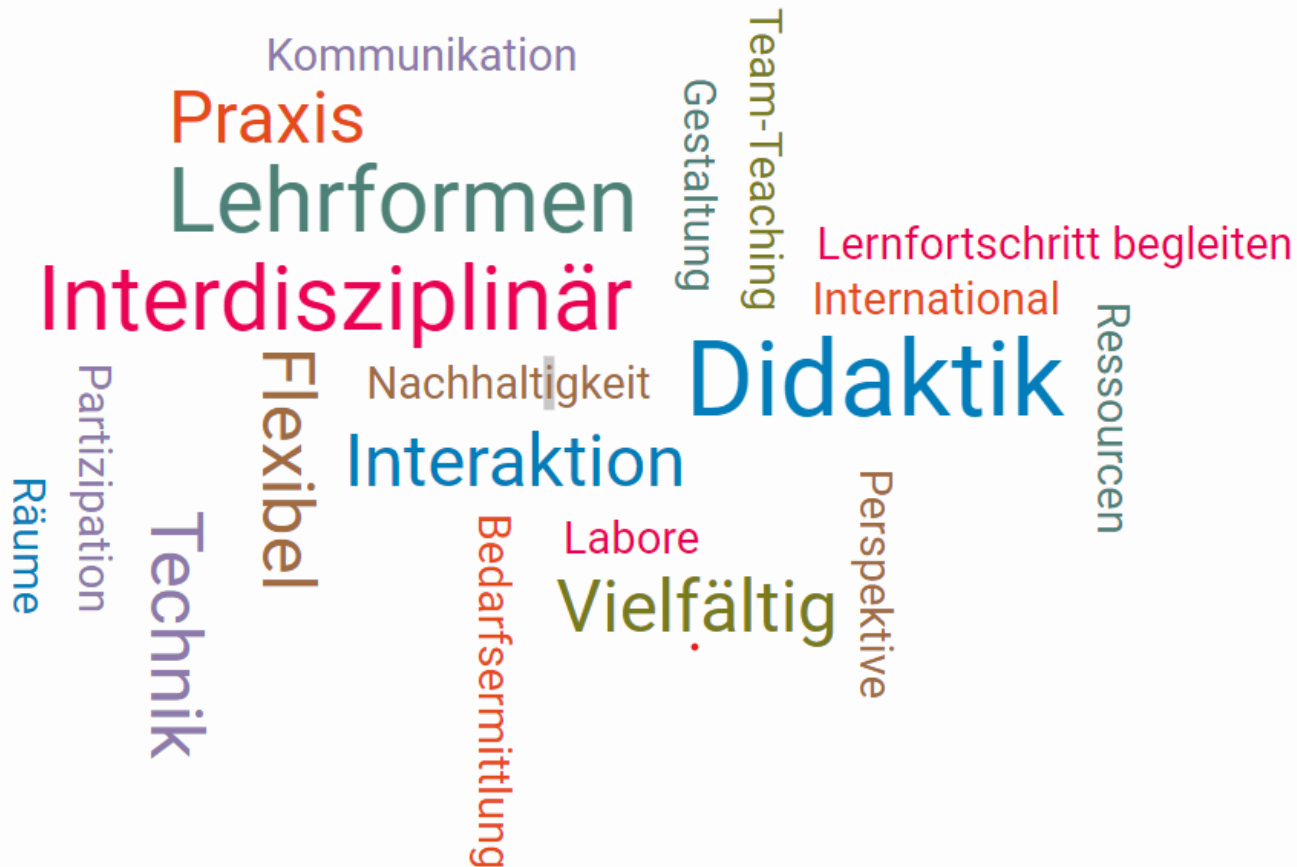 Kommunikation
Praxis
Lehrformen
Interdisziplinär
Gestaltung
Team-Teaching
Lernfortschritt begleiten
International
Didaktik
Ressourcen
Nachhaltigkeit
Interaktion
Flexibel
Partizipation
Räume
Technik
Bedarfsermittlung
Labore
Vielfältig
Perspektive